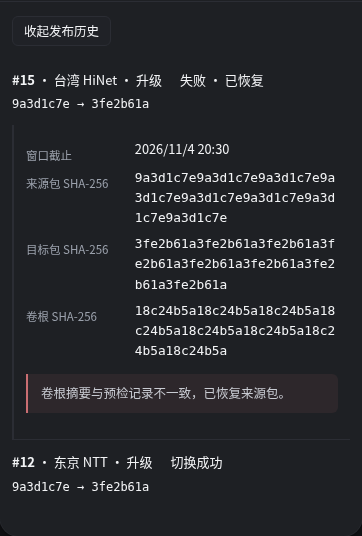 收起发布历史
#15 • 台湾 HiNet • 升级 失败 • 已恢复
9a3d1c7e → 3fe2b61a
窗口截止 2026/11/4 20:30
来源包 SHA-256 9a3d1c7e9a3d1c7e9a3d1c7e9a
3d1c7e9a3d1c7e9a3d1c7e9a3d
1c7e9a3d1c7e
目标包 SHA-256 3fe2b61a3fe2b61a3fe2b61a3f
e2b61a3fe2b61a3fe2b61a3fe2
b61a3fe2b61a
卷根 SHA-256 18c24b5a18c24b5a18c24b5a18
c24b5a18c24b5a18c24b5a18c2
4b5a18c24b5a
卷根摘要与预检记录不一致，已恢复来源包。
#12 • 东京 NTT • 升级 切换成功
9a3d1c7e → 3fe2b61a